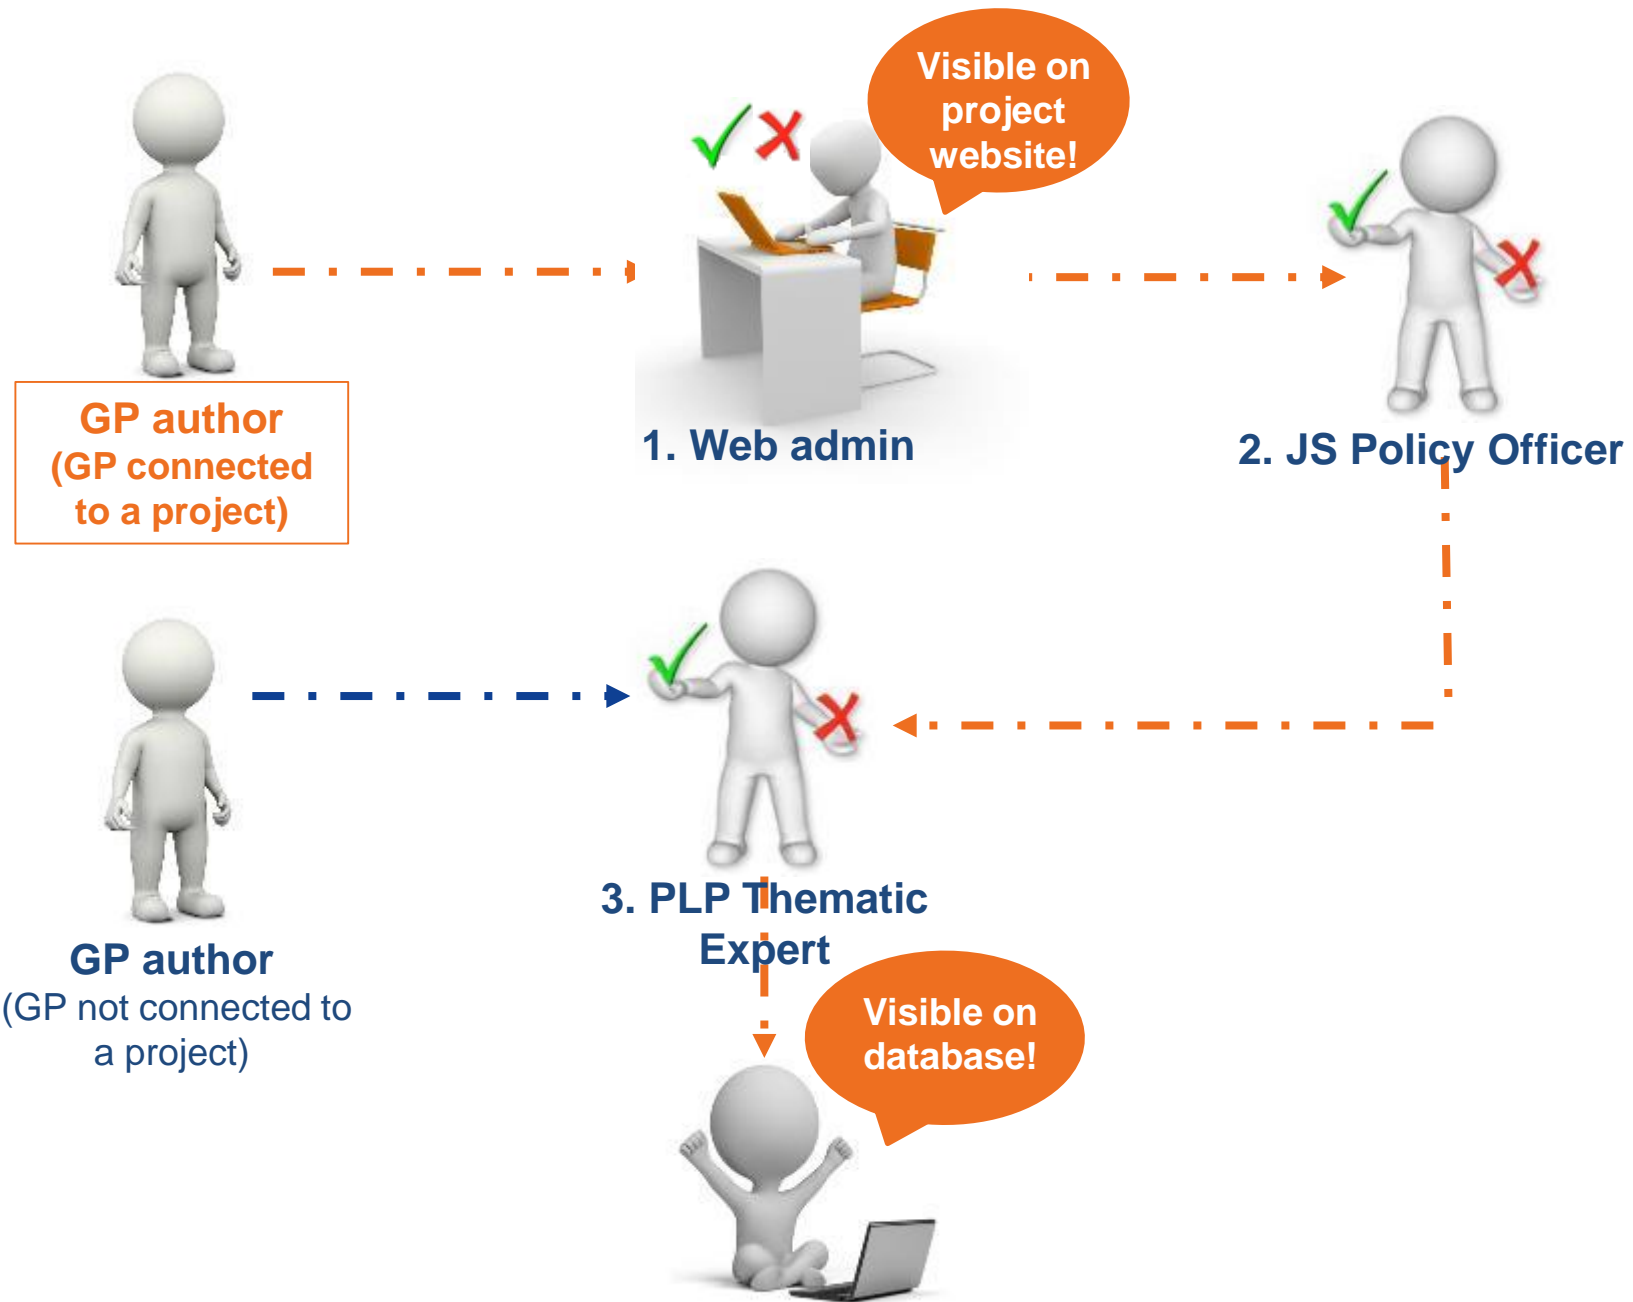 Visible on
project
website!
GP author
(GP connected
to a project)
1. Web admin
2. JS Policy Officer
3. PLP Thematic
Expert
GP author
(GP not connected to
a project)
Visible on
database!